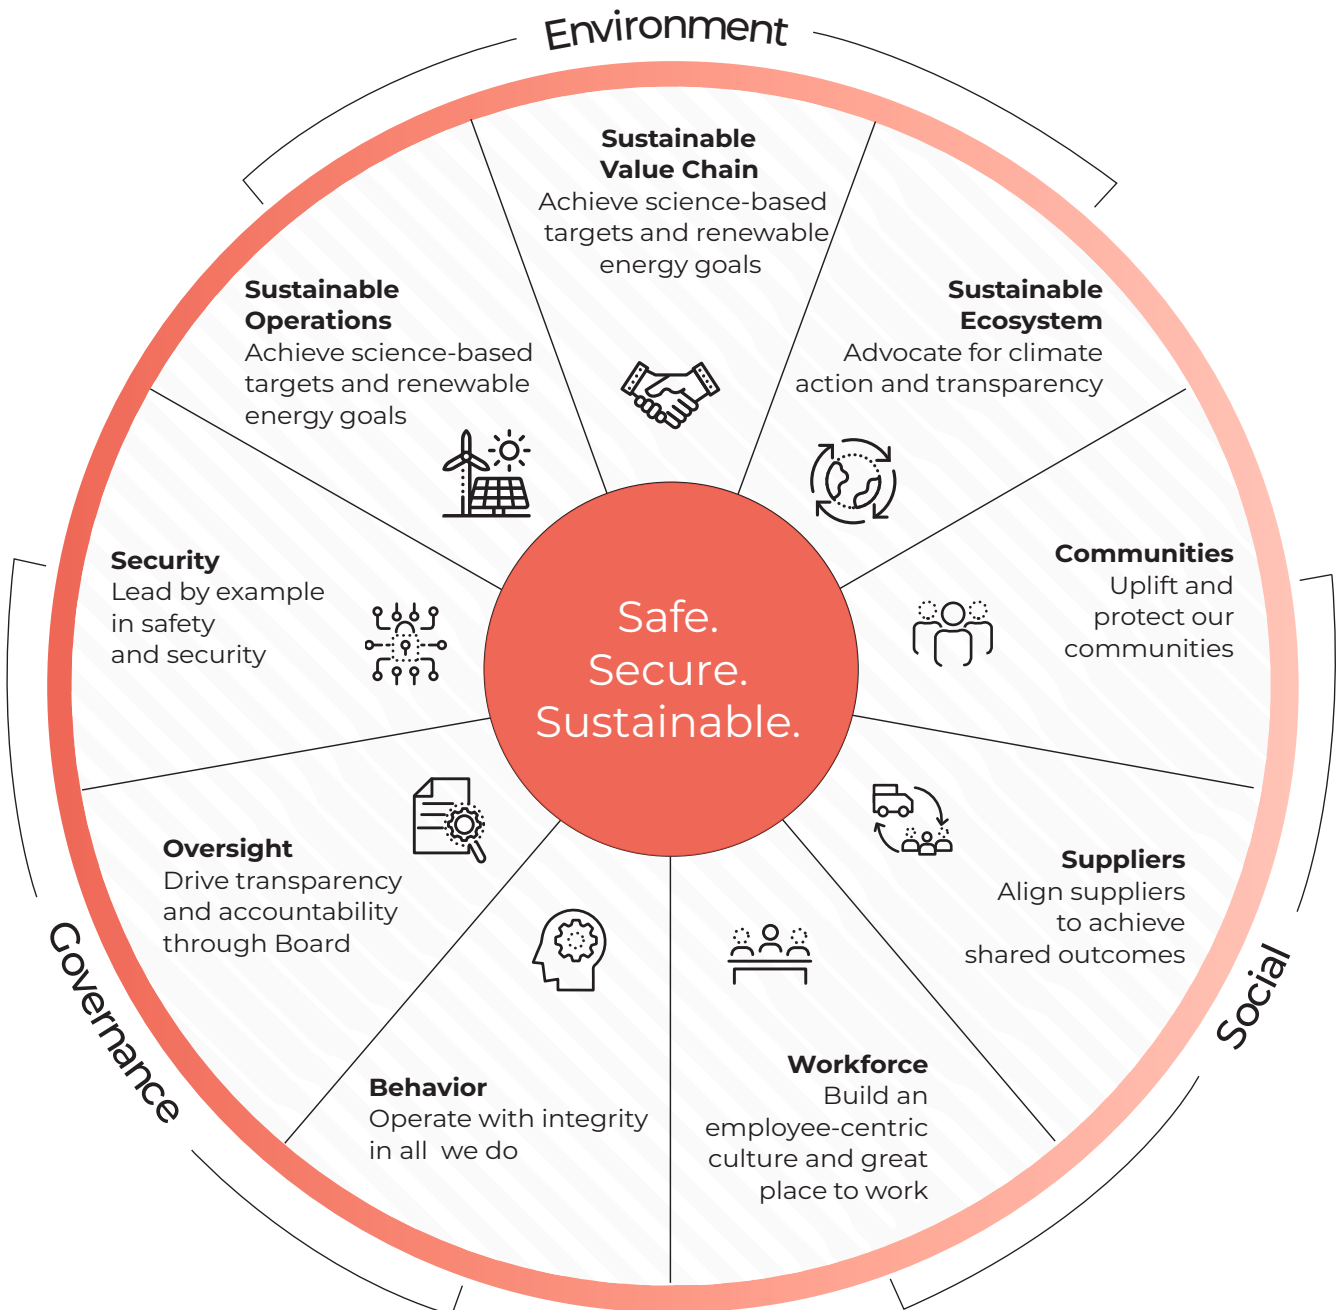 Environment
Sustainable
Value Chain
Achieve science-based
targets and renewable
energy goals
Sustainable
Ecosystem
Advocate for climate
action and transparency
Communities
Uplift and
protect our
communities
Suppliers
Align suppliers
to achieve
shared outcomes
Social
Workforce
Build an
employee-centric
culture and great
place to work
Behavior
Operate with integrity
in all we do
Governance
Oversight
Drive transparency
and accountability
through Board
Security
Lead by example
in safety
and security
Sustainable
Operations
Achieve science-based
targets and renewable
energy goals
Safe.
Secure.
Sustainable.